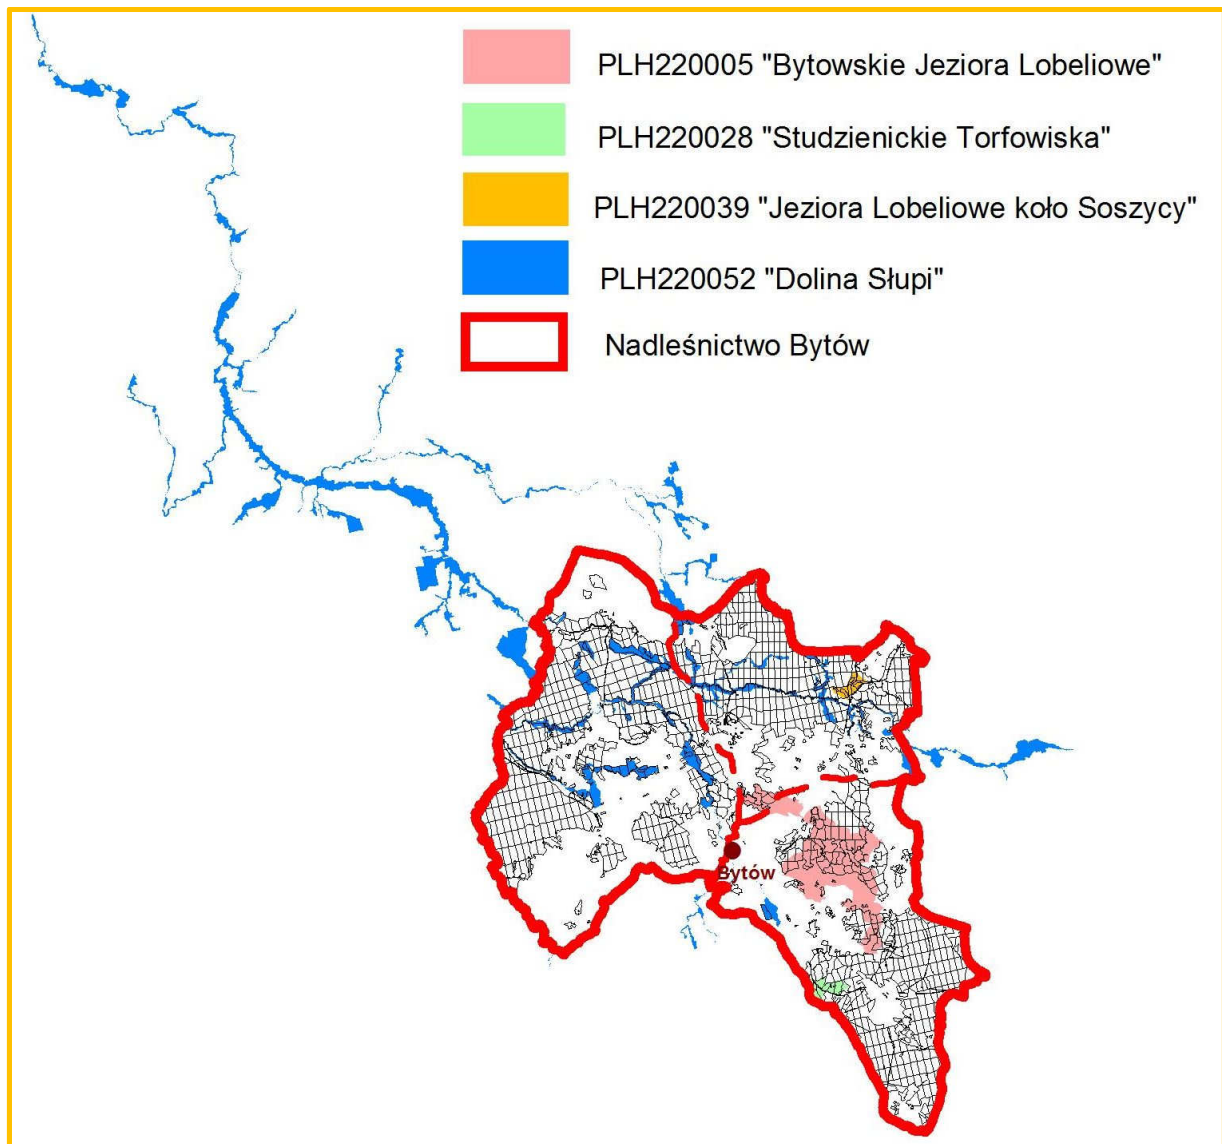 PLH220005 "Bytowskie Jeziora Lobeliowe"
PLH220028 "Studzienickie Torfowiska"
PLH220039 "Jeziora Lobeliowe koło Soszycy"
PLH220052 "Dolina Słupi"
Nadleśnictwo Bytów
Bytów